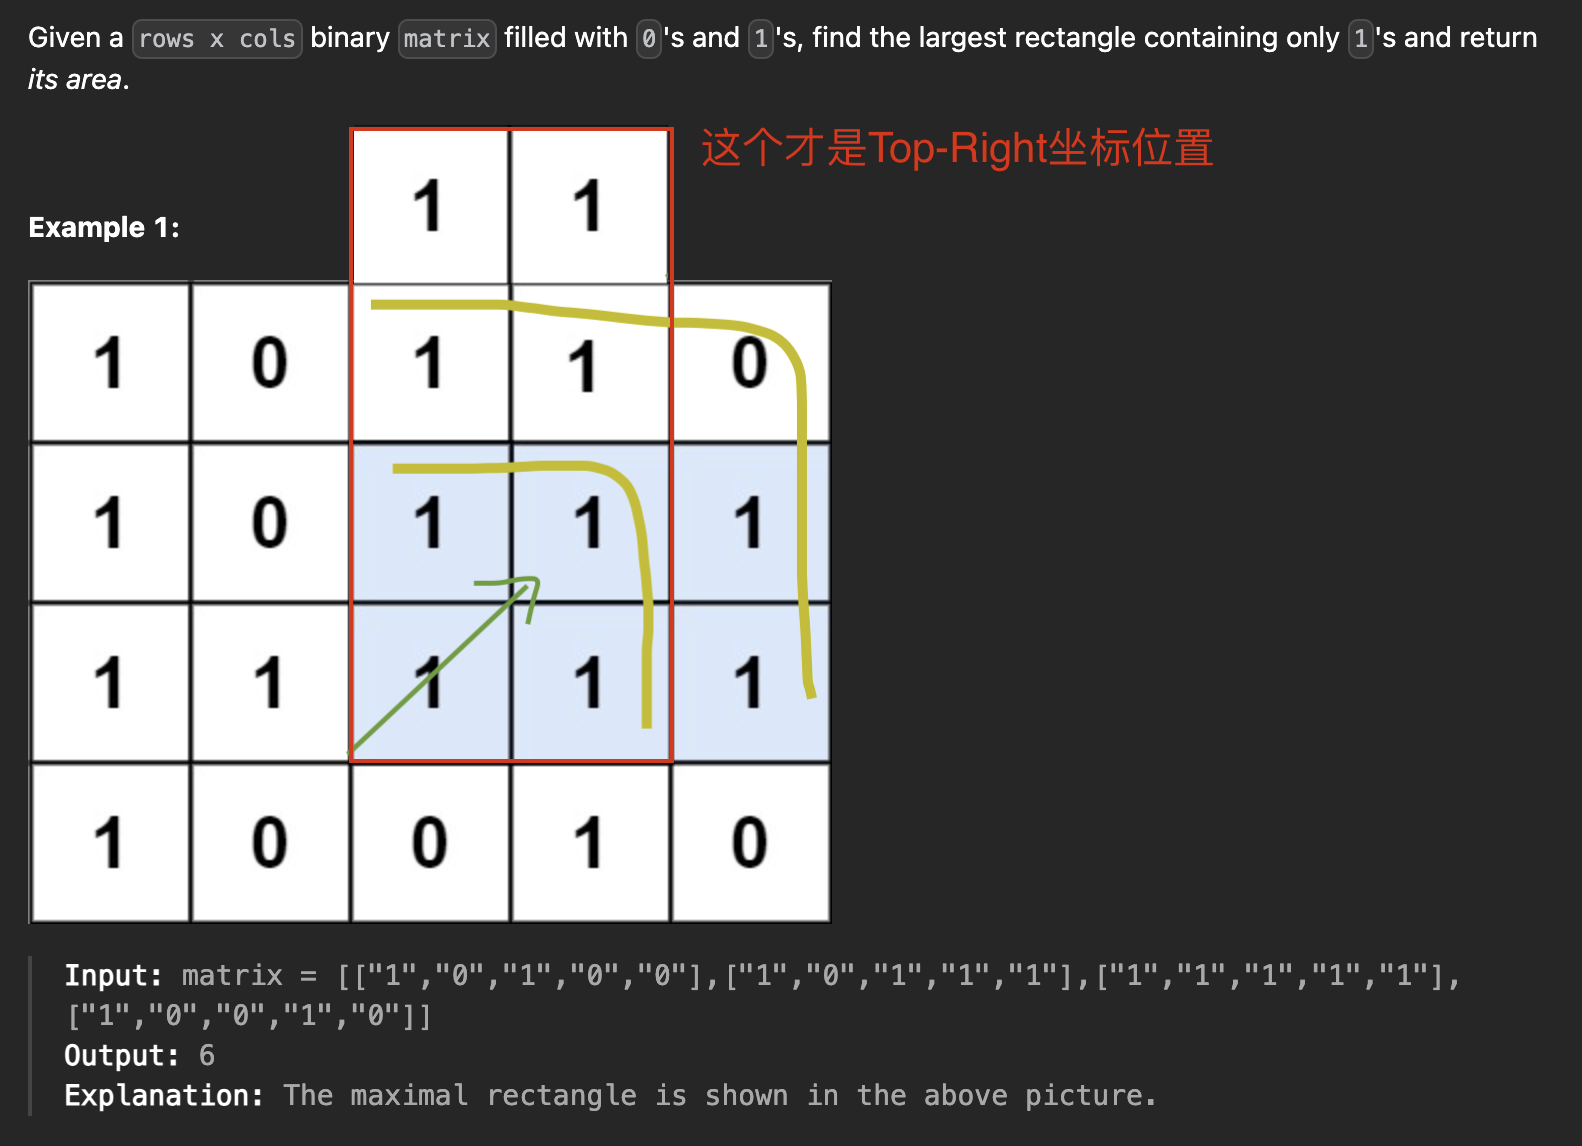 Given a rows x cols binary matrix filled with 0's and 1's, find the largest rectangle containing only 1's and return
its area.
这个才是Top-Right坐标位置
1 1
Example 1:
1 0 1 1 0
1 0 1 1 1
1 1 1 1 1
1 0 0 1 0
Input: matrix = [["1","0","1","0","0"],["1","0","1","1","1"],["1","1","1","1","1"],
["1","0","0","1","0"]]
Output: 6
Explanation: The maximal rectangle is shown in the above picture.